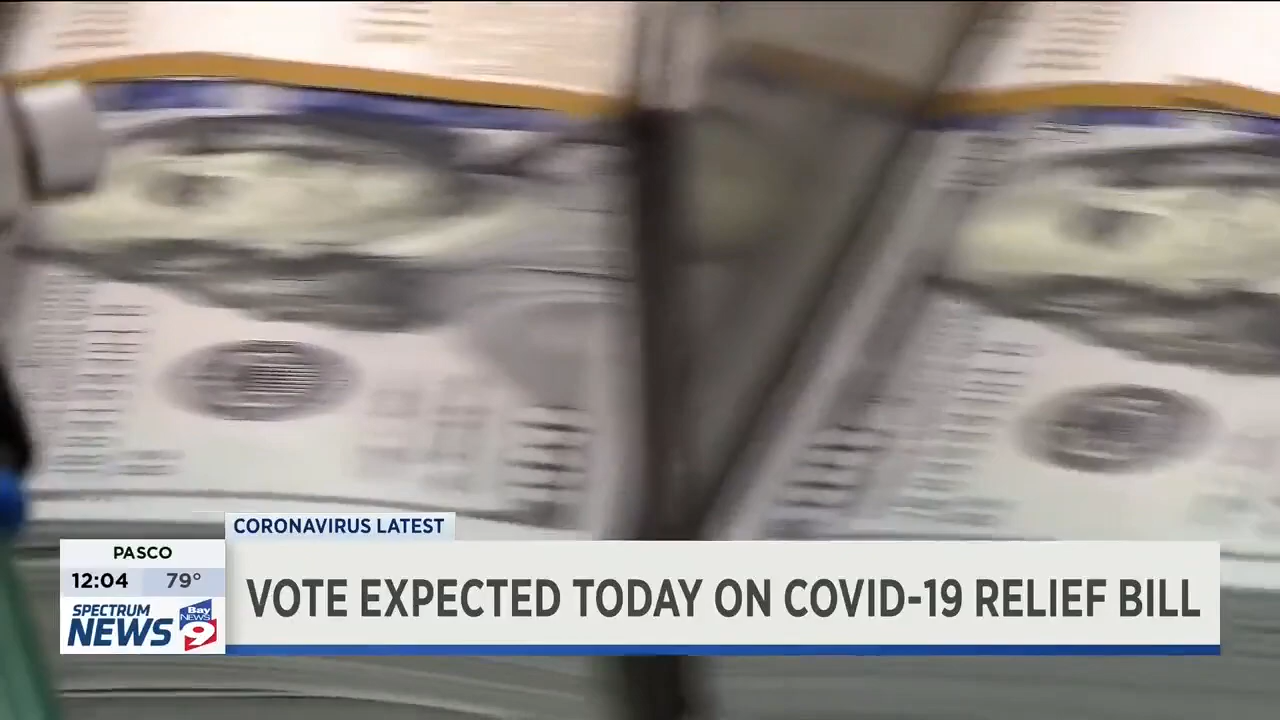 CORONAVIRUS LATEST
PASCO
12:04 79°
SPECTRUM
NEWS
Bay
NEWS
9
VOTE EXPECTED TODAY ON COVID-19 RELIEF BILL